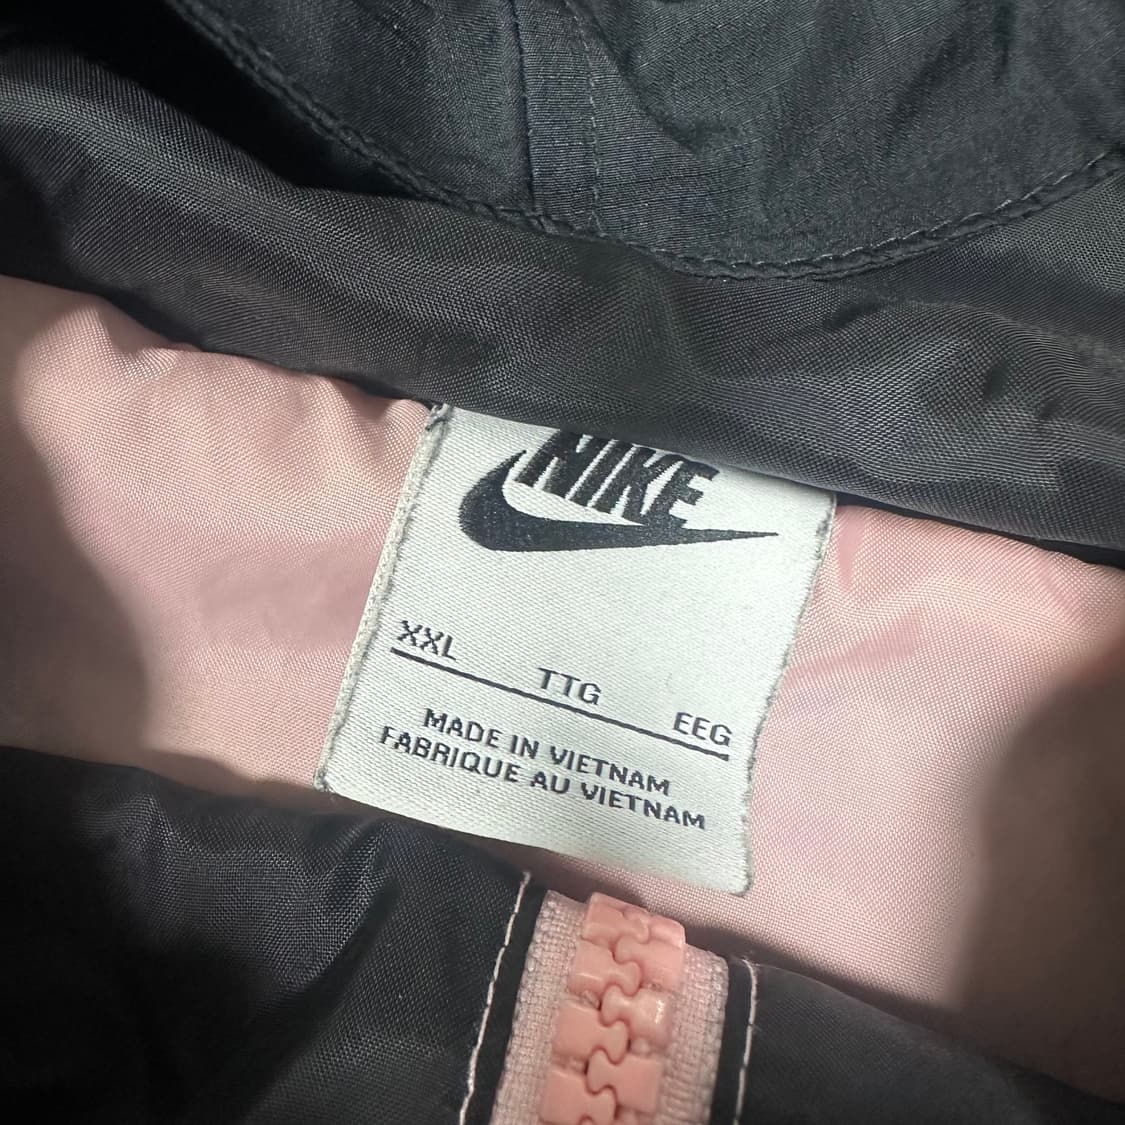 NIKE
XXL TTG EEG
MADE IN VIETNAM
FABRIQUE AU VIETNAM